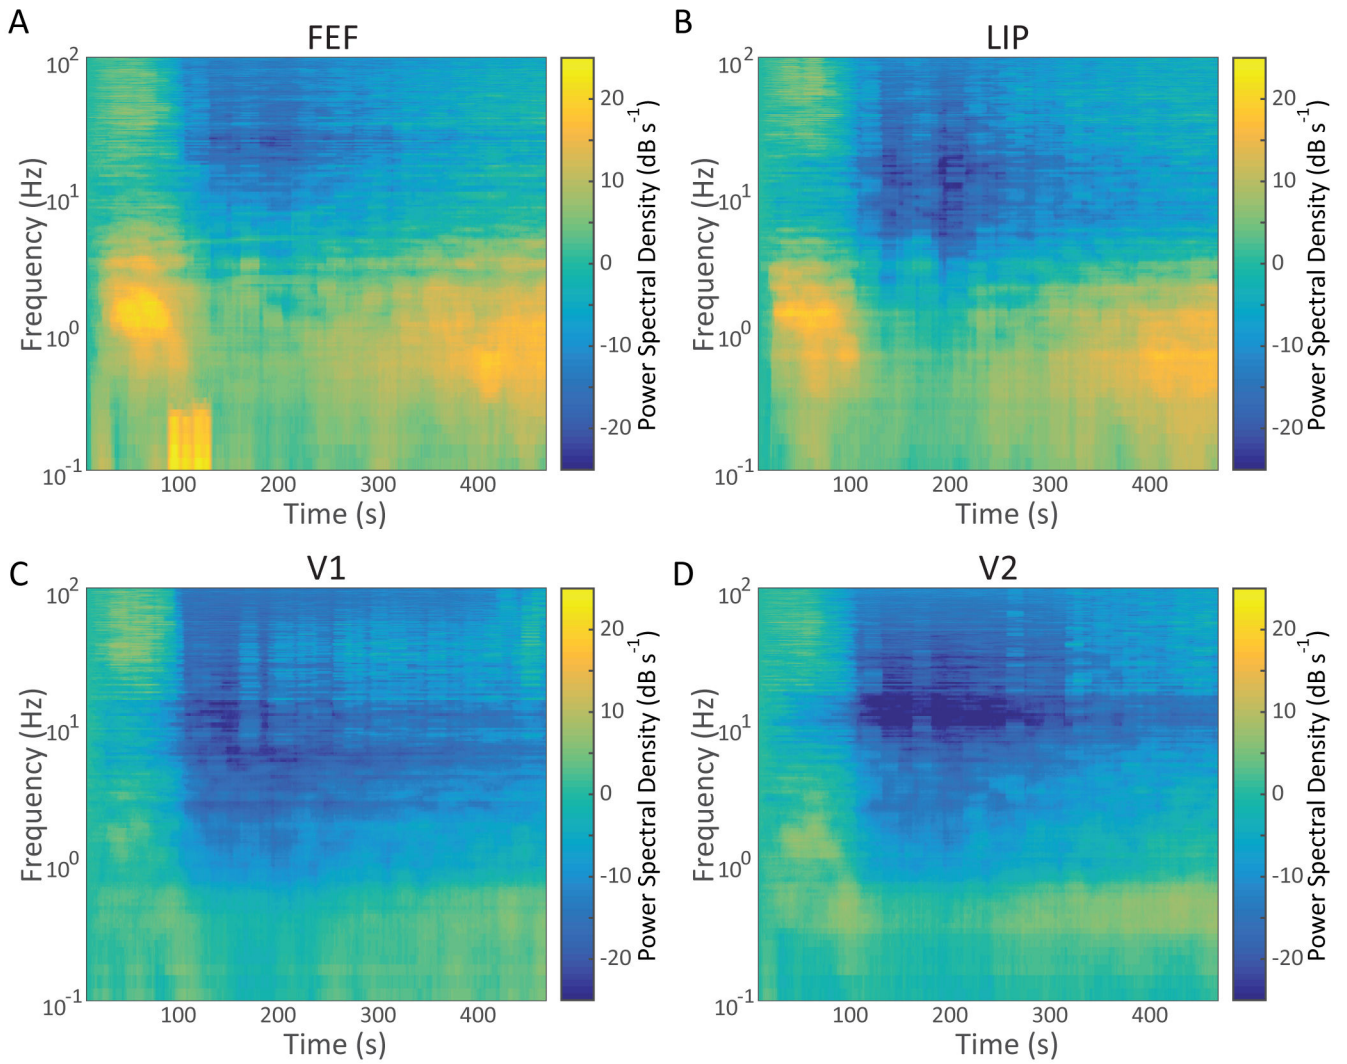 A
FEF
10^2
10^1
10^0
10^-1
Frequency (Hz)
100 200 300 400
Time (s)
20
10
0
-10
-20
Power Spectral Density (dB s^-1)
B
LIP
10^2
10^1
10^0
10^-1
Frequency (Hz)
100 200 300 400
Time (s)
20
10
0
-10
-20
Power Spectral Density (dB s^-1)
C
V1
10^2
10^1
10^0
10^-1
Frequency (Hz)
100 200 300 400
Time (s)
20
10
0
-10
-20
Power Spectral Density (dB s^-1)
D
V2
10^2
10^1
10^0
10^-1
Frequency (Hz)
100 200 300 400
Time (s)
20
10
0
-10
-20
Power Spectral Density (dB s^-1)